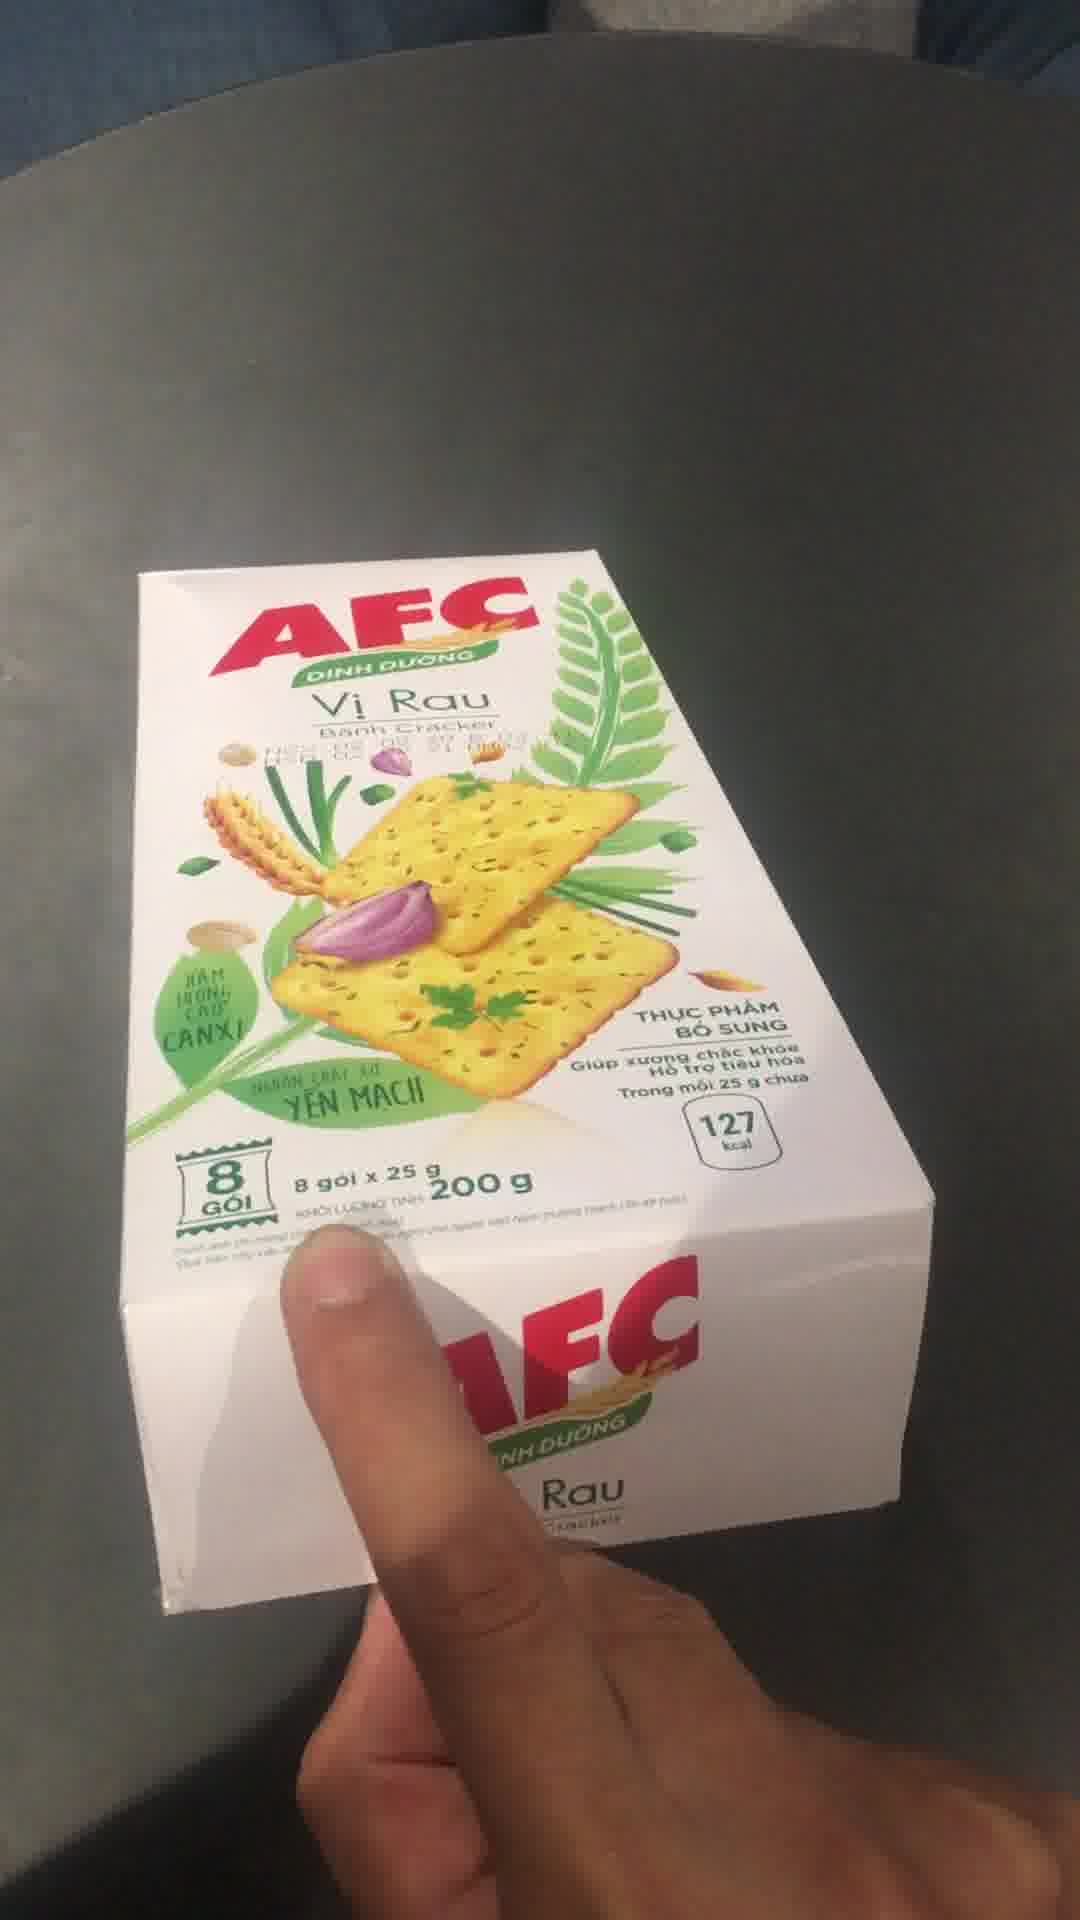 AFC
DINH DƯỠNG
Vị Rau
Bánh Cracker
HÀM
LƯỢNG
CAO
CANXI
NGUỒN CHẤT XƠ
YẾN MẠCH
THỰC PHẨM
BỔ SUNG
Giúp xương chắc khỏe
Hỗ trợ tiêu hóa
Trong mỗi 25 g chứa
127
kcal
8
GÓI
8 gói x 25 g
KHỐI LƯỢNG TỊNH 200 g
AFC
NH DƯỠNG
Rau